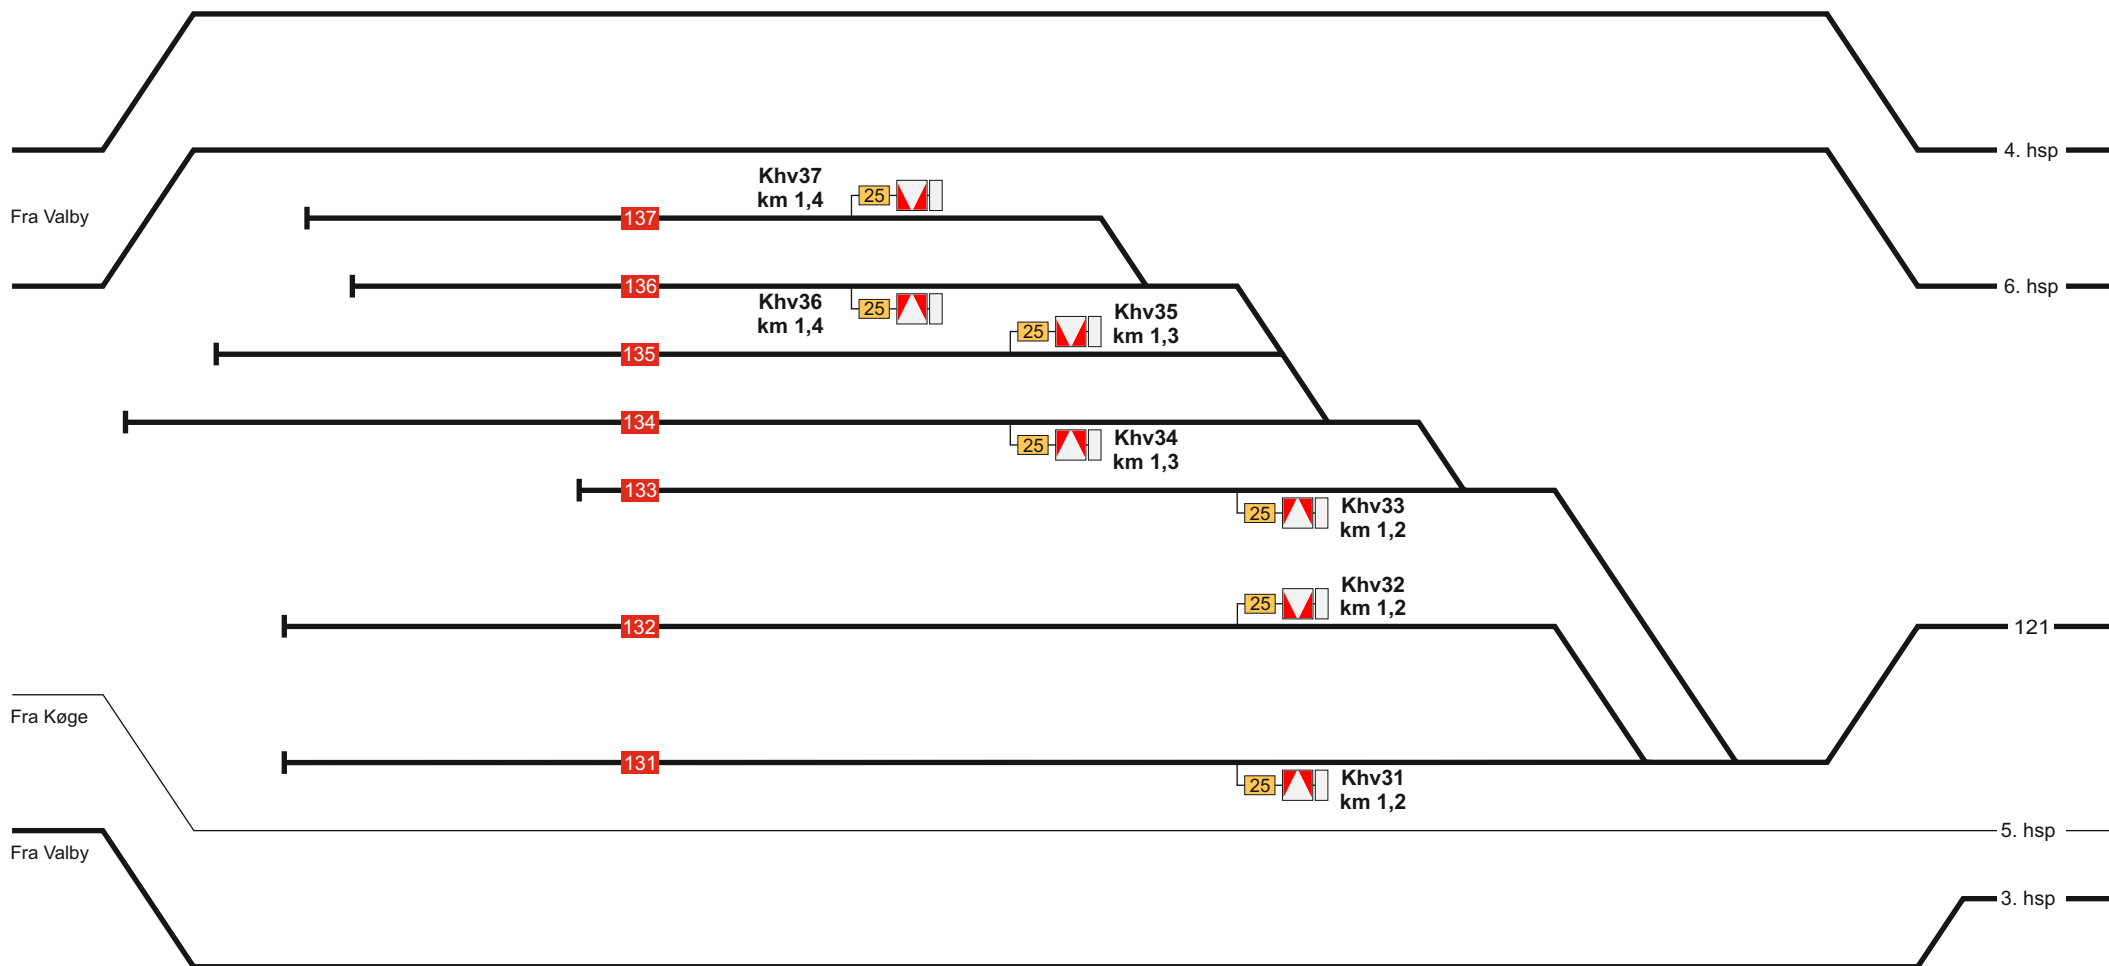 4. hsp
Khv37
km 1,4
25
Fra Valby
137
136
6. hsp
Khv36
km 1,4
25
Khv35
km 1,3
25
135
134
25
Khv34
km 1,3
133
25
Khv33
km 1,2
25
Khv32
km 1,2
132
121
Fra Køge
131
25
Khv31
km 1,2
5. hsp
Fra Valby
3. hsp